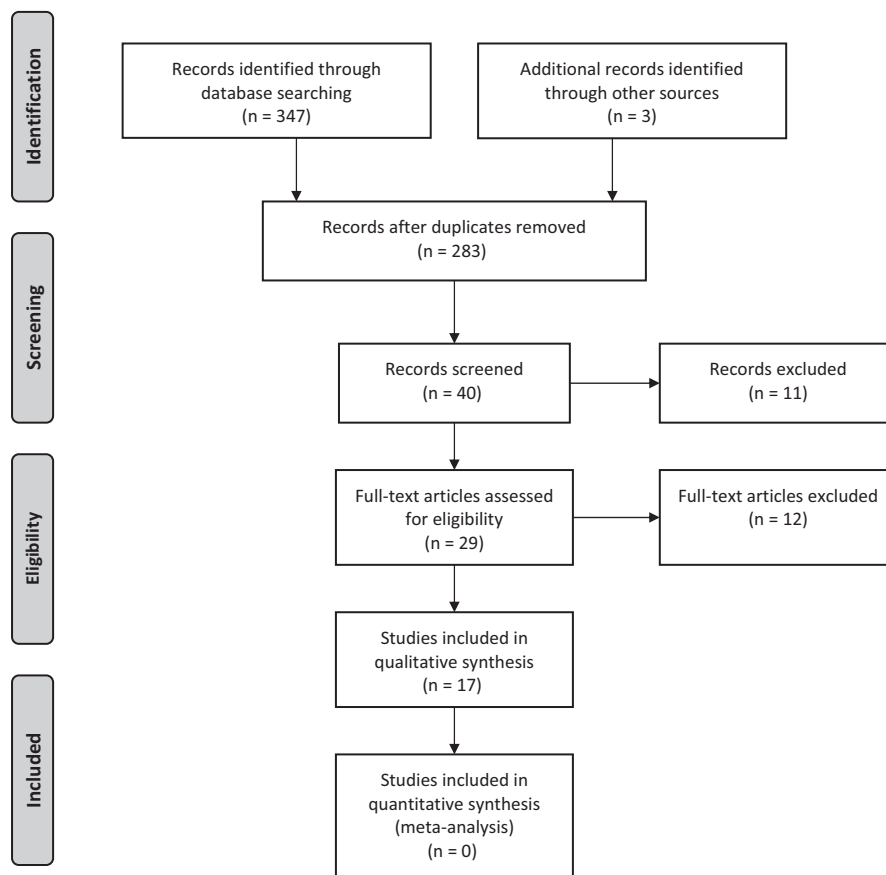 Identification
Records identified through
database searching
(n = 347)
Additional records identified
through other sources
(n = 3)
Records after duplicates removed
(n = 283)
Screening
Records screened
(n = 40)
Records excluded
(n = 11)
Eligibility
Full-text articles assessed
for eligibility
(n = 29)
Full-text articles excluded
(n = 12)
Studies included in
qualitative synthesis
(n = 17)
Included
Studies included in
quantitative synthesis
(meta-analysis)
(n = 0)